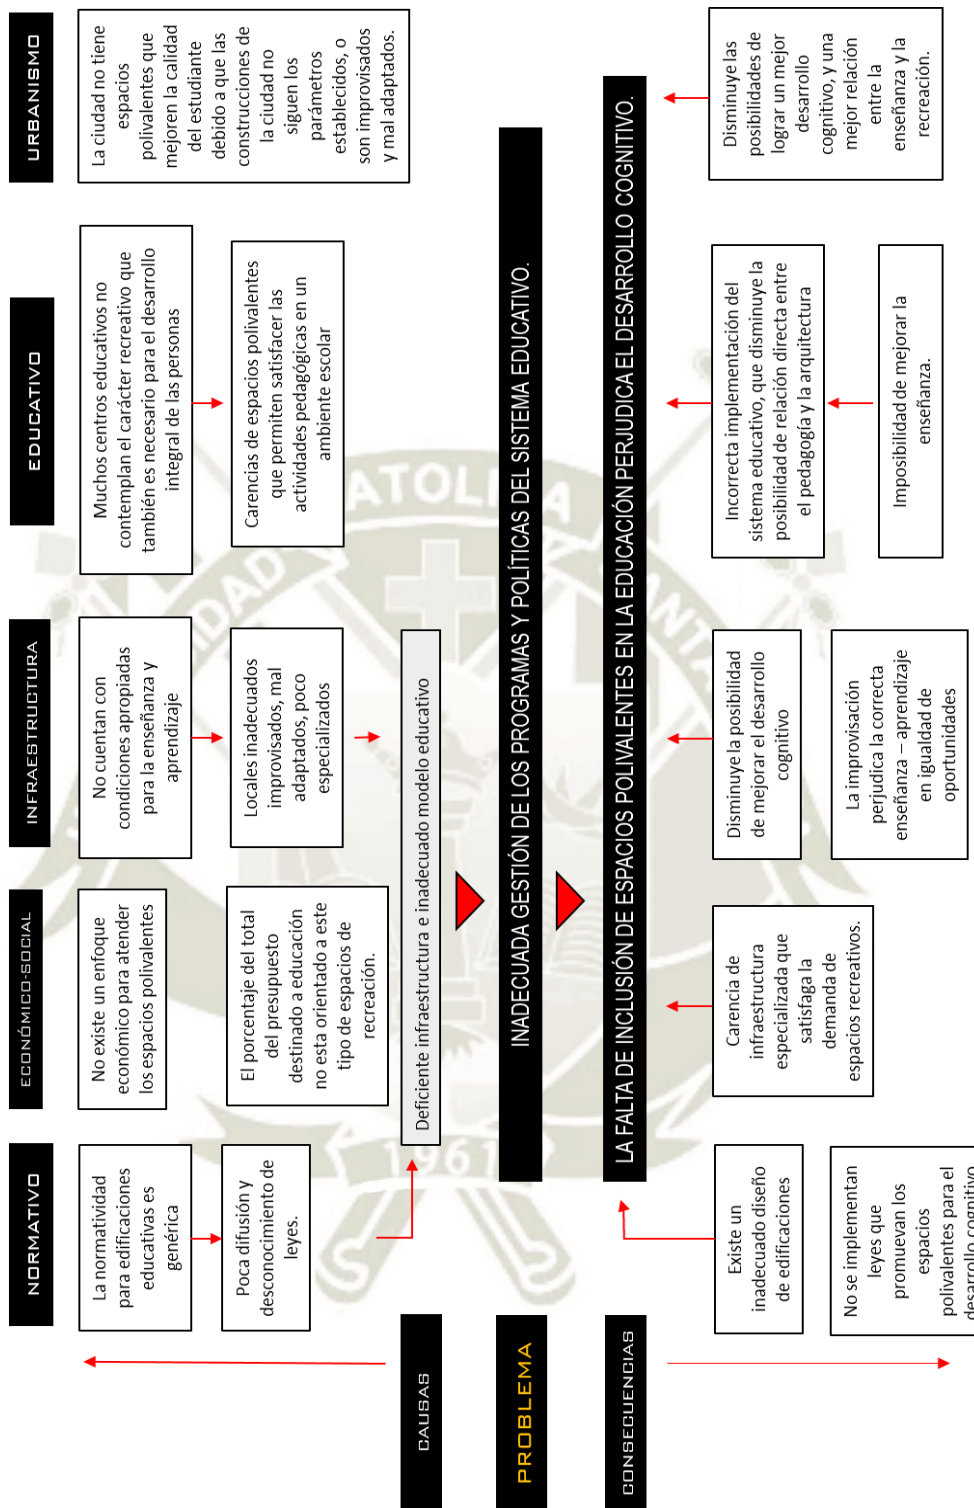 NORMATIVO
ECONÓMICO-SOCIAL
INFRAESTRUCTURA
EDUCATIVO
URBANISMO
La normatividad
para edificaciones
educativas es
genérica
No existe un enfoque
económico para atender
los espacios polivalentes
No cuentan con
condiciones apropiadas
para la enseñanza y
aprendizaje
Muchos centros educativos no
contemplan el carácter recreativo que
también es necesario para el desarrollo
integral de las personas
La ciudad no tiene
espacios
polivalentes que
mejoren la calidad
del estudiante
debido a que las
construcciones de
la ciudad no
siguen los
parámetros
establecidos, o
son improvisados
y mal adaptados.
Poca difusión y
desconocimiento de
leyes.
El porcentaje del total
del presupuesto
destinado a educación
no esta orientado a este
tipo de espacios de
recreación.
Locales inadecuados
improvisados, mal
adaptados, poco
especializados
Carencias de espacios polivalentes
que permiten satisfacer las
actividades pedagógicas en un
ambiente escolar
CAUSAS
Deficiente infraestructura e inadecuado modelo educativo
PROBLEMA
INADECUADA GESTIÓN DE LOS PROGRAMAS Y POLÍTICAS DEL SISTEMA EDUCATIVO.
CONSECUENCIAS
LA FALTA DE INCLUSIÓN DE ESPACIOS POLIVALENTES EN LA EDUCACIÓN PERJUDICA EL DESARROLLO COGNITIVO.
Existe un
inadecuado diseño
de edificaciones
Carencia de
infraestructura
especializada que
satisfaga la
demanda de
espacios recreativos.
Disminuye la posibilidad
de mejorar el desarrollo
cognitivo
Incorrecta implementación del
sistema educativo, que disminuye la
posibilidad de relación directa entre
el pedagogía y la arquitectura
Disminuye las
posibilidades de
lograr un mejor
desarrollo
cognitivo, y una
mejor relación
entre la
enseñanza y la
recreación.
No se implementan
leyes que
promuevan los
espacios
polivalentes para el
desarrollo cognitivo
La improvisación
perjudica la correcta
enseñanza – aprendizaje
en igualdad de
oportunidades
Imposibilidad de mejorar la
enseñanza.
1961